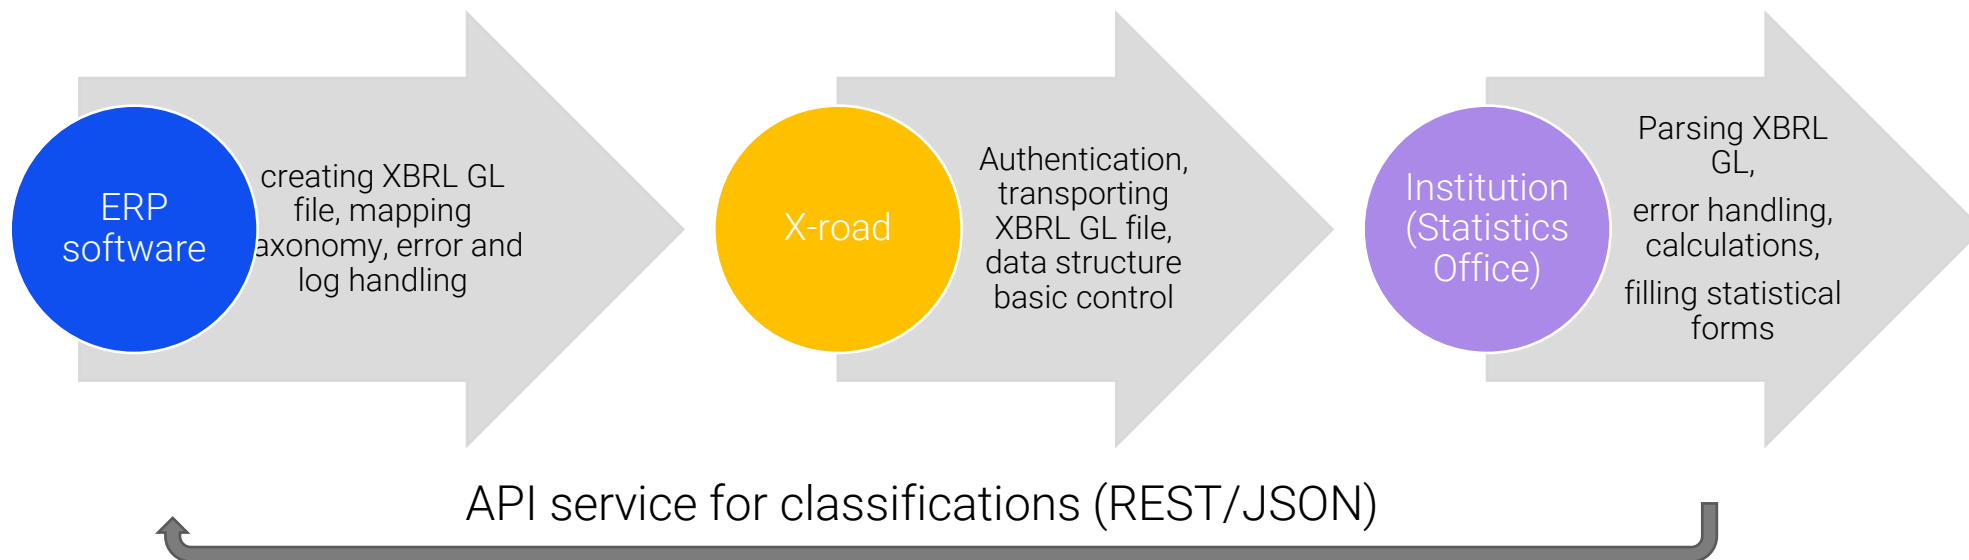 ERP
software
creating XBRL GL
file, mapping
axonomy, error and
log handling
X-road
Authentication,
transporting
XBRL GL file,
data structure
basic control
Institution
(Statistics
Office)
Parsing XBRL
GL,
error handling,
calculations,
filling statistical
forms
API service for classifications (REST/JSON)